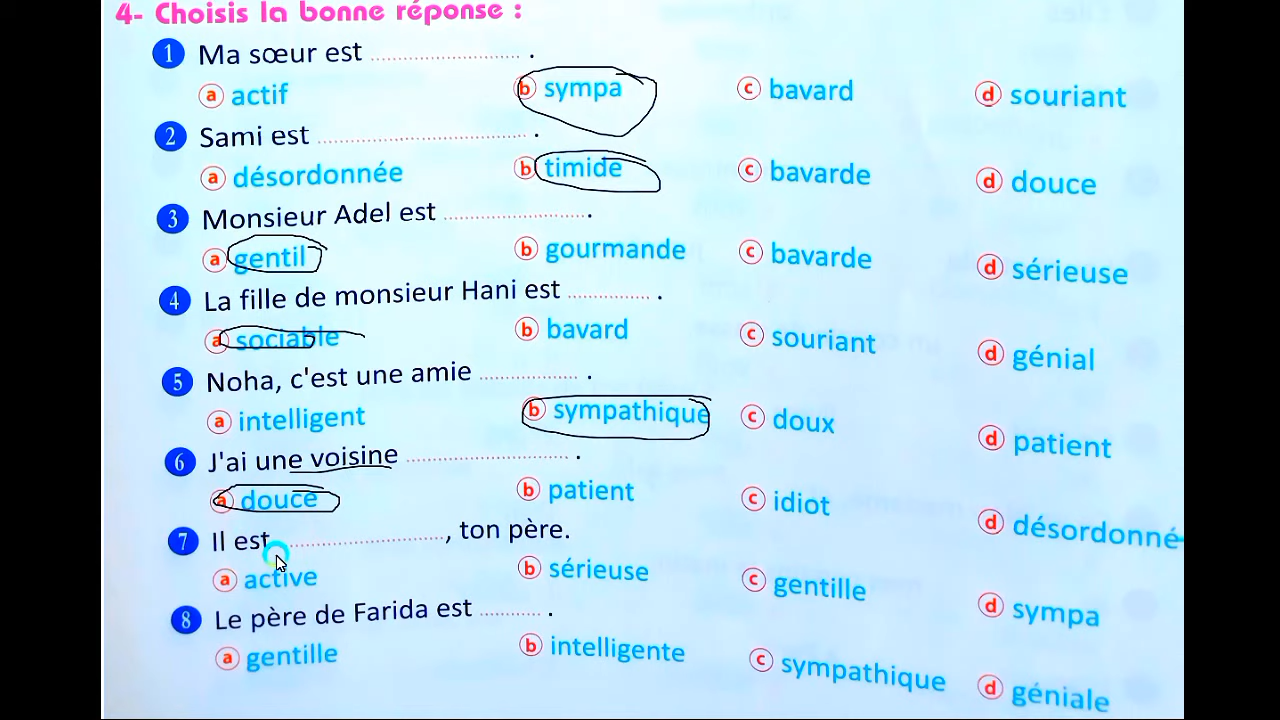 4- Choisis la bonne réponse :
1 Ma sœur est .................... .
a actif b sympa c bavard d souriant
2 Sami est .................... .
a désordonnée b timide c bavarde d douce
3 Monsieur Adel est .................... .
a gentil b gourmande c bavarde d sérieuse
4 La fille de monsieur Hani est ............ .
a sociable b bavard c souriant d génial
5 Noha, c'est une amie .............. .
a intelligent b sympathique c doux d patient
6 J'ai une voisine .................... .
a douce b patient c idiot d désordonné
7 Il est ...................., ton père.
a active b sérieuse c gentille d sympa
8 Le père de Farida est .......... .
a gentille b intelligente c sympathique d géniale